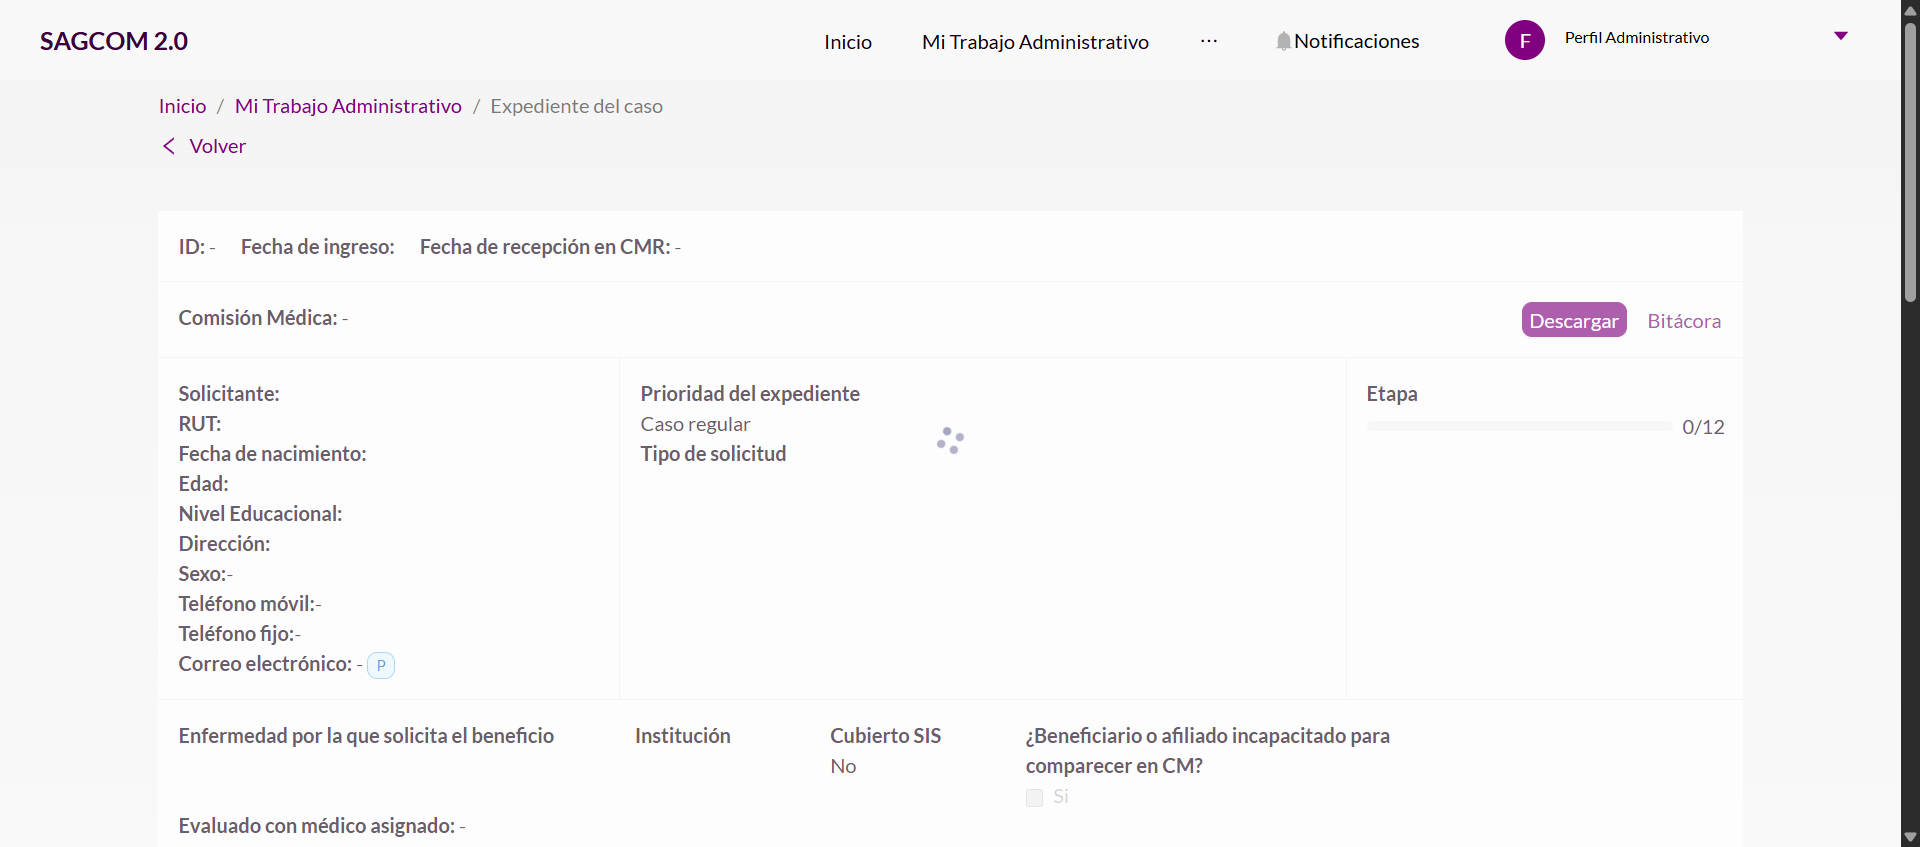 SAGCOM 2.0
Inicio
Mi Trabajo Administrativo
···
Notificaciones
F
Perfil Administrativo
Inicio / Mi Trabajo Administrativo / Expediente del caso
Volver
ID: - Fecha de ingreso: Fecha de recepción en CMR: -
Comisión Médica: -
Descargar
Bitácora
Solicitante:
RUT:
Fecha de nacimiento:
Edad:
Nivel Educacional:
Dirección:
Sexo:-
Teléfono móvil:-
Teléfono fijo:-
Correo electrónico: - P
Prioridad del expediente
Caso regular
Tipo de solicitud
Etapa
0/12
Enfermedad por la que solicita el beneficio
Institución
Cubierto SIS
No
¿Beneficiario o afiliado incapacitado para
comparecer en CM?
Si
Evaluado con médico asignado: -